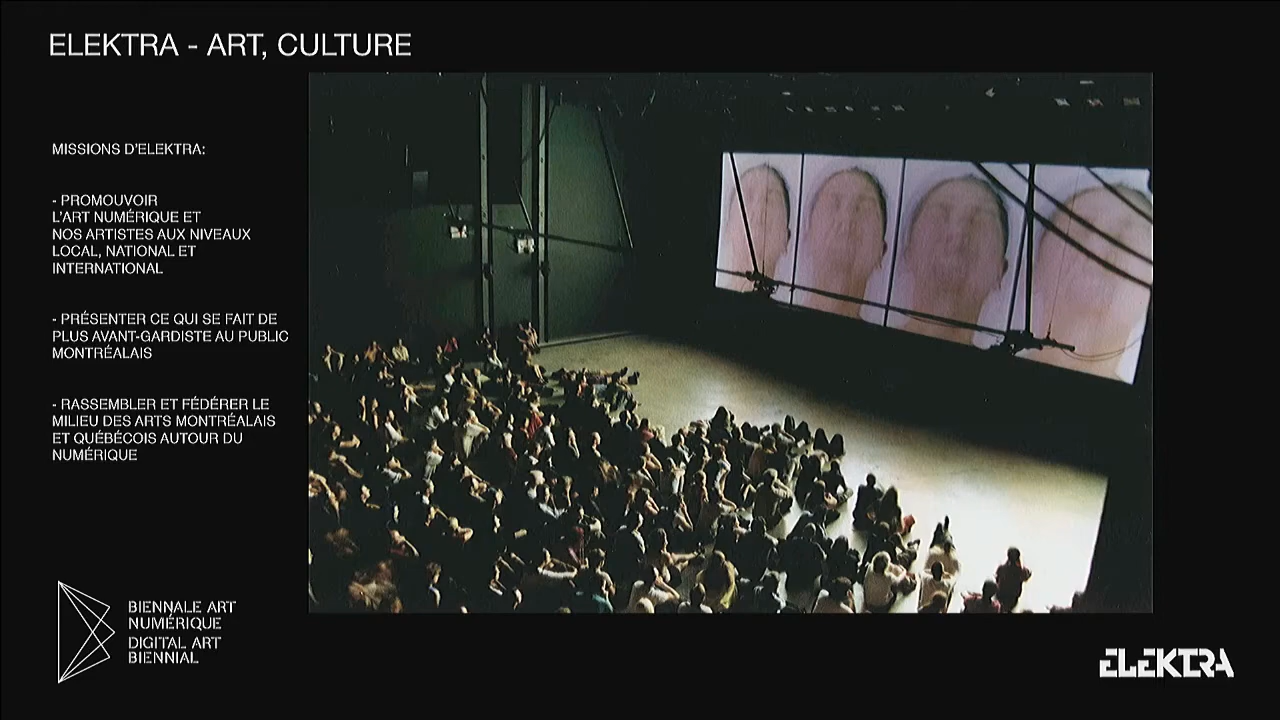 ELEKTRA - ART, CULTURE
MISSIONS D'ELEKTRA:
- PROMOUVOIR
L'ART NUMÉRIQUE ET
NOS ARTISTES AUX NIVEAUX
LOCAL, NATIONAL ET
INTERNATIONAL
- PRÉSENTER CE QUI SE FAIT DE
PLUS AVANT-GARDISTE AU PUBLIC
MONTRÉALAIS
- RASSEMBLER ET FÉDÉRER LE
MILIEU DES ARTS MONTRÉALAIS
ET QUÉBÉCOIS AUTOUR DU
NUMÉRIQUE
BIENNALE ART
NUMÉRIQUE
DIGITAL ART
BIENNIAL
ELEKTRA